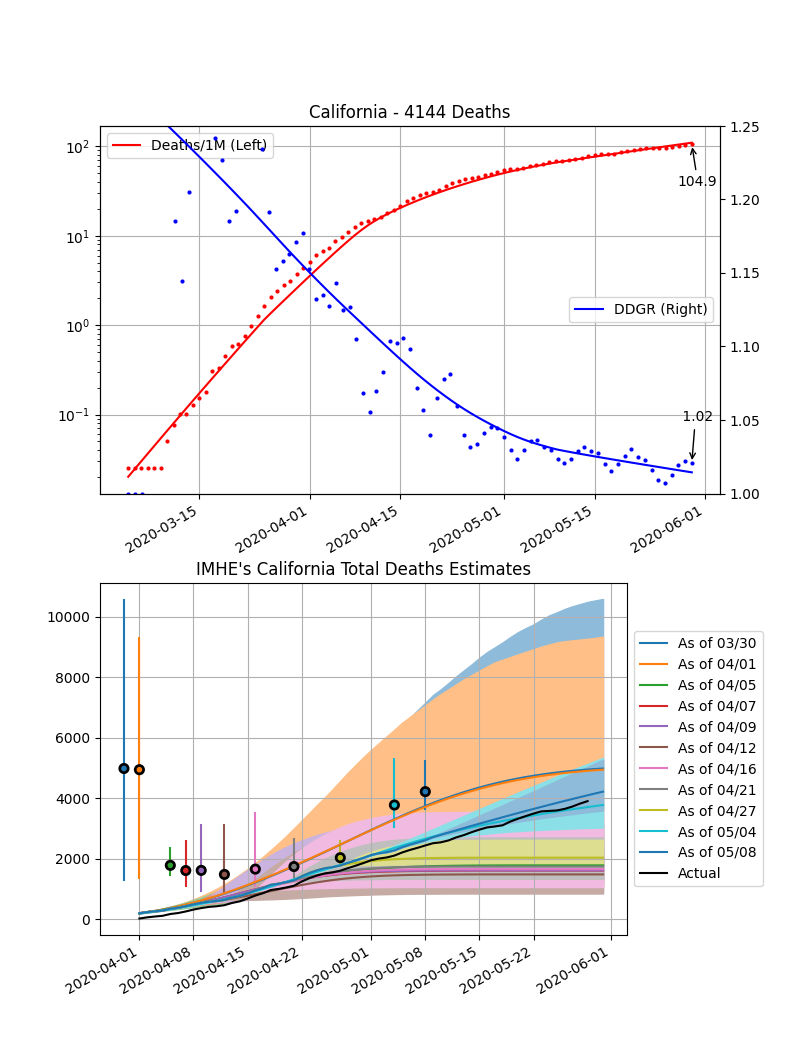 California - 4144 Deaths
10²
10¹
10⁰
10⁻¹
Deaths/1M (Left)
DDGR (Right)
104.9
1.02
1.25
1.20
1.15
1.10
1.05
1.00
2020-03-15
2020-04-01
2020-04-15
2020-05-01
2020-05-15
2020-06-01
IMHE's California Total Deaths Estimates
10000
8000
6000
4000
2000
0
2020-04-01
2020-04-08
2020-04-15
2020-04-22
2020-05-01
2020-05-08
2020-05-15
2020-05-22
2020-06-01
As of 03/30
As of 04/01
As of 04/05
As of 04/07
As of 04/09
As of 04/12
As of 04/16
As of 04/21
As of 04/27
As of 05/04
As of 05/08
Actual